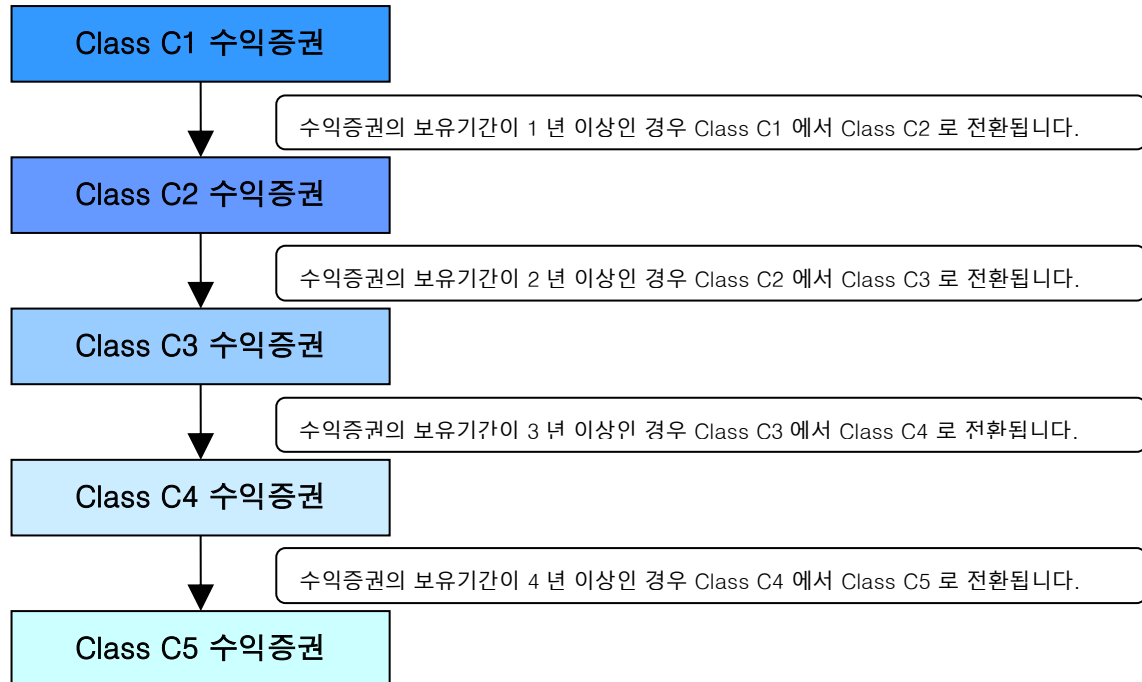 Class C1 수익증권
수익증권의 보유기간이 1 년 이상인 경우 Class C1 에서 Class C2 로 전환됩니다.
Class C2 수익증권
수익증권의 보유기간이 2 년 이상인 경우 Class C2 에서 Class C3 로 전환됩니다.
Class C3 수익증권
수익증권의 보유기간이 3 년 이상인 경우 Class C3 에서 Class C4 로 전환됩니다.
Class C4 수익증권
수익증권의 보유기간이 4 년 이상인 경우 Class C4 에서 Class C5 로 전환됩니다.
Class C5 수익증권